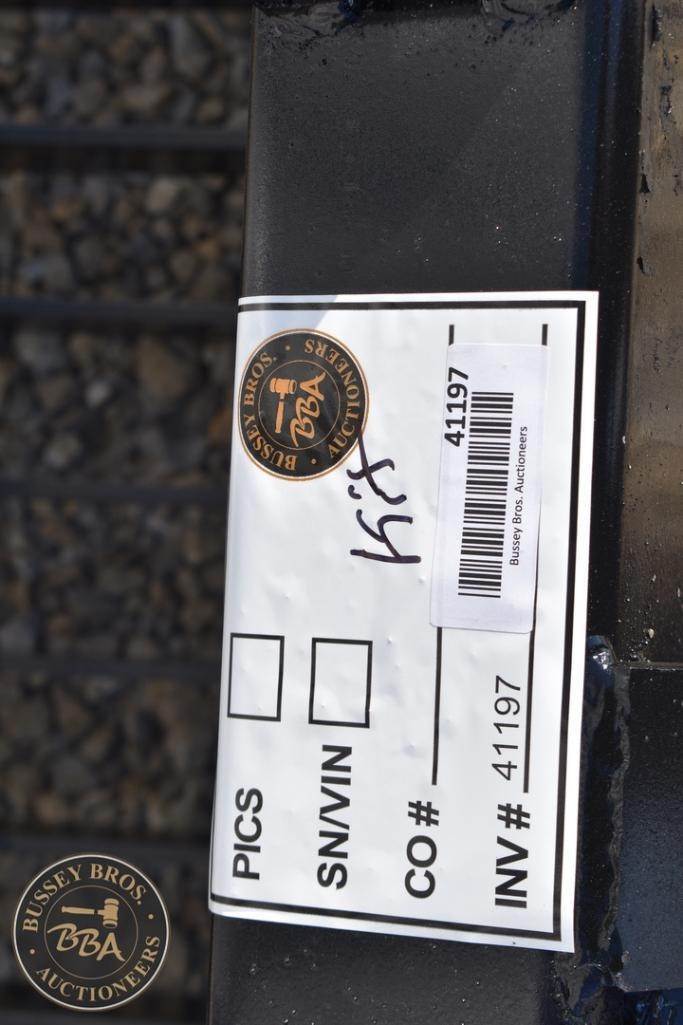 PICS
SN/VIN
CO #
INV # 41197
41197
Bussey Bros. Auctioneers
BUSSEY BROS.
BBA
AUCTIONEERS
BUSSEY BROS.
BBA
AUCTIONEERS